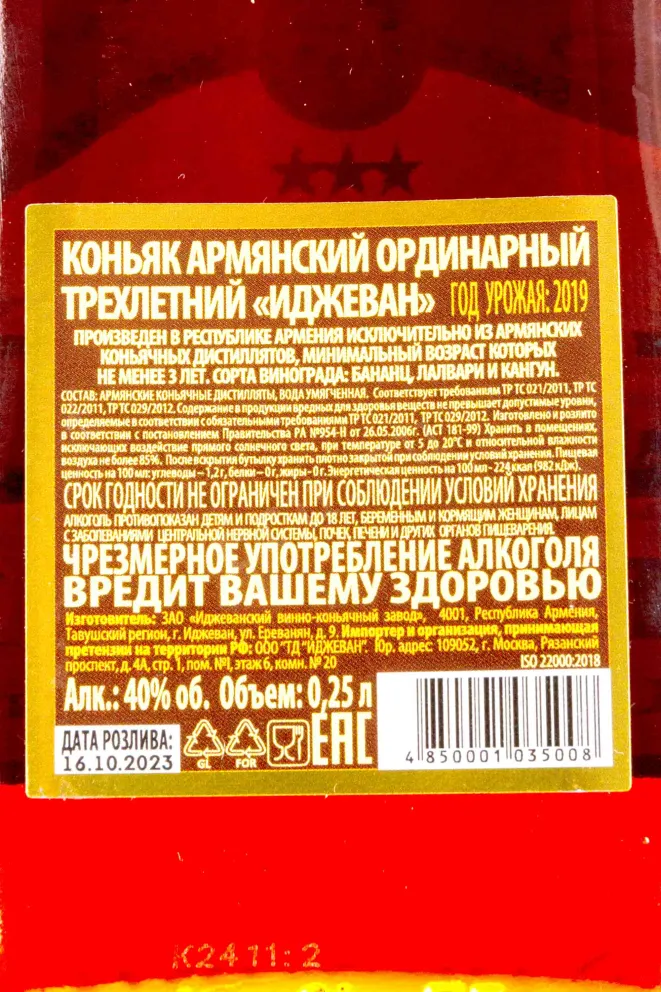 КОНЬЯК АРМЯНСКИЙ ОРДИНАРНЫЙ
ТРЕХЛЕТНИЙ «ИДЖЕВАН» ГОД УРОЖАЯ: 2019
ПРОИЗВЕДЕН В РЕСПУБЛИКЕ АРМЕНИЯ ИСКЛЮЧИТЕЛЬНО ИЗ АРМЯНСКИХ
КОНЬЯЧНЫХ ДИСТИЛЛЯТОВ, МИНИМАЛЬНЫЙ ВОЗРАСТ КОТОРЫХ
НЕ МЕНЕЕ 3 ЛЕТ. СОРТА ВИНОГРАДА: БАНАНЦ, ЛАЛВАРИ И КАНГУН.
СОСТАВ: АРМЯНСКИЕ КОНЬЯЧНЫЕ ДИСТИЛЛЯТЫ, ВОДА УМЯГЧЕННАЯ. Соответствует требованиям ТР ТС 021/2011, ТР ТС
022/2011, ТР ТС 029/2012. Содержание в продукции вредных для здоровья веществ не превышает допустимые уровни,
определяемые в соответствии с обязательными требованиями ТР ТС 021/2011, ТР ТС 029/2012. Изготовлено и розлито
в соответствии с постановлением Правительства РА №954-Н от 26.05.2006г. (АСТ 181-99) Хранить в помещениях,
исключающих воздействие прямого солнечного света, при температуре от 5 до 20°С и относительной влажности
воздуха не более 85%. После вскрытия бутылку хранить плотно закрытой при соблюдении условий хранения. Пищевая
ценность на 100 мл: углеводы – 1,2 г, белки – 0 г, жиры - 0 г. Энергетическая ценность на 100 мл - 224 ккал (982 кДж).
СРОК ГОДНОСТИ НЕ ОГРАНИЧЕН ПРИ СОБЛЮДЕНИИ УСЛОВИЙ ХРАНЕНИЯ
АЛКОГОЛЬ ПРОТИВОПОКАЗАН ДЕТЯМ И ПОДРОСТКАМ ДО 18 ЛЕТ, БЕРЕМЕННЫМ И КОРМЯЩИМ ЖЕНЩИНАМ, ЛИЦАМ
С ЗАБОЛЕВАНИЯМИ ЦЕНТРАЛЬНОЙ НЕРВНОЙ СИСТЕМЫ, ПОЧЕК, ПЕЧЕНИ И ДРУГИХ ОРГАНОВ ПИЩЕВАРЕНИЯ.
ЧРЕЗМЕРНОЕ УПОТРЕБЛЕНИЕ АЛКОГОЛЯ
ВРЕДИТ ВАШЕМУ ЗДОРОВЬЮ
Изготовитель: ЗАО «Иджеванский винно-коньячный завод», 4001, Республика Армения,
Тавушский регион, г. Иджеван, ул. Ереванян, д. 9. Импортер и организация, принимающая
претензии на территории РФ: ООО "ТД "ИДЖЕВАН". Юр. адрес: 109052, г. Москва, Рязанский
проспект, д. 4А, стр. 1, пом. №I, этаж 6, комн. № 20
ISO 22000:2018
Алк.: 40% об. Объем: 0,25 л
ДАТА РОЗЛИВА:
16.10.2023
GL
FOR
EAC
4 850001 035008
К2411:2